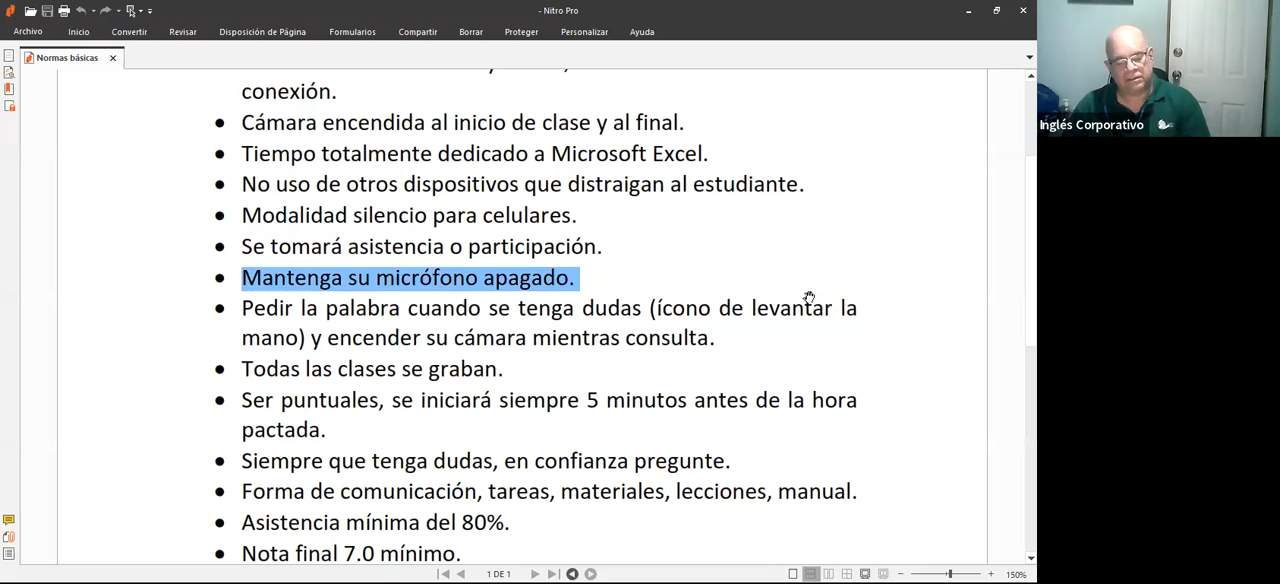 - Nitro Pro
Archivo Inicio Convertir Revisar Disposición de Página Formularios Compartir Borrar Proteger Personalizar Ayuda
Normas básicas
conexión.
• Cámara encendida al inicio de clase y al final.
• Tiempo totalmente dedicado a Microsoft Excel.
• No uso de otros dispositivos que distraigan al estudiante.
• Modalidad silencio para celulares.
• Se tomará asistencia o participación.
• Mantenga su micrófono apagado.
• Pedir la palabra cuando se tenga dudas (ícono de levantar la
mano) y encender su cámara mientras consulta.
• Todas las clases se graban.
• Ser puntuales, se iniciará siempre 5 minutos antes de la hora
pactada.
• Siempre que tenga dudas, en confianza pregunte.
• Forma de comunicación, tareas, materiales, lecciones, manual.
• Asistencia mínima del 80%.
• Nota final 7.0 mínimo.
1 DE 1
150%
Inglés Corporativo